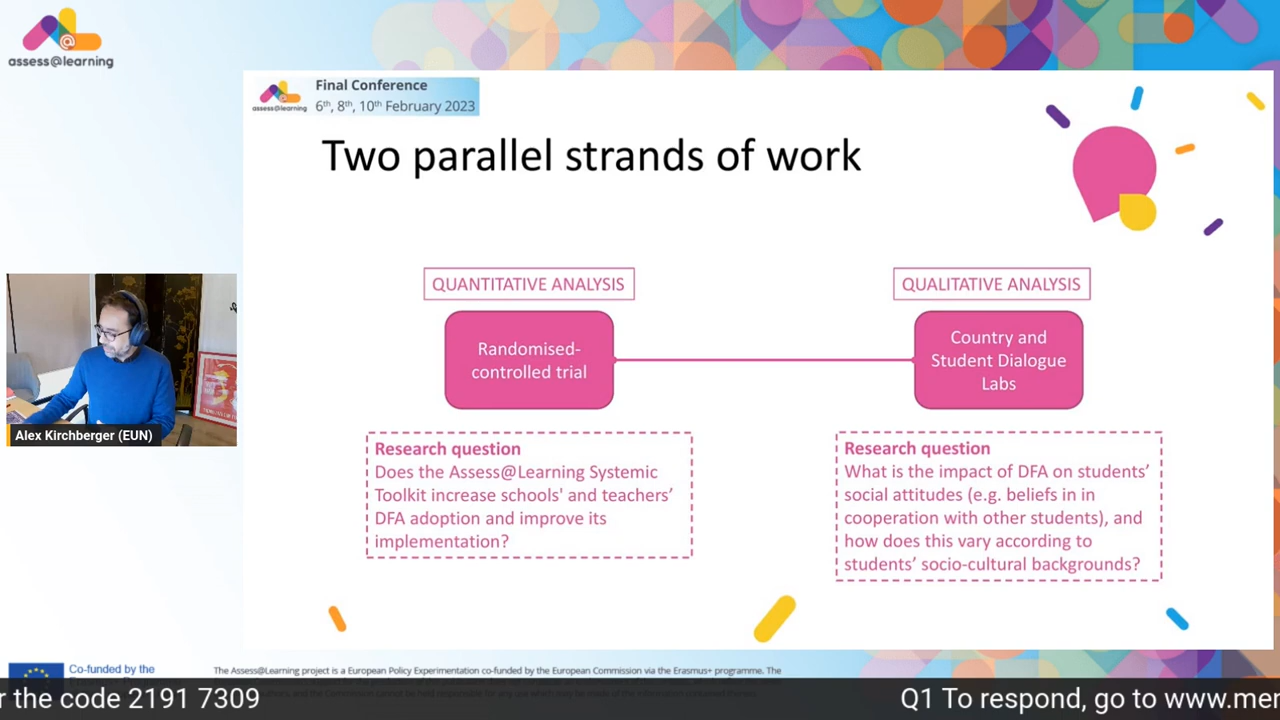 assess@learning
assess@learning
Final Conference
6th, 8th, 10th February 2023
Two parallel strands of work
QUANTITATIVE ANALYSIS
Randomised-
controlled trial
Research question
Does the Assess@Learning Systemic
Toolkit increase schools' and teachers’
DFA adoption and improve its
implementation?
QUALITATIVE ANALYSIS
Country and
Student Dialogue
Labs
Research question
What is the impact of DFA on students’
social attitudes (e.g. beliefs in in
cooperation with other students), and
how does this vary according to
students’ socio-cultural backgrounds?
Alex Kirchberger (EUN)
Co-funded by the
The Assess@Learning project is a European Policy Experimentation co-funded by the European Commission via the Erasmus+ programme. The
r the code 2191 7309
Q1 To respond, go to www.mer